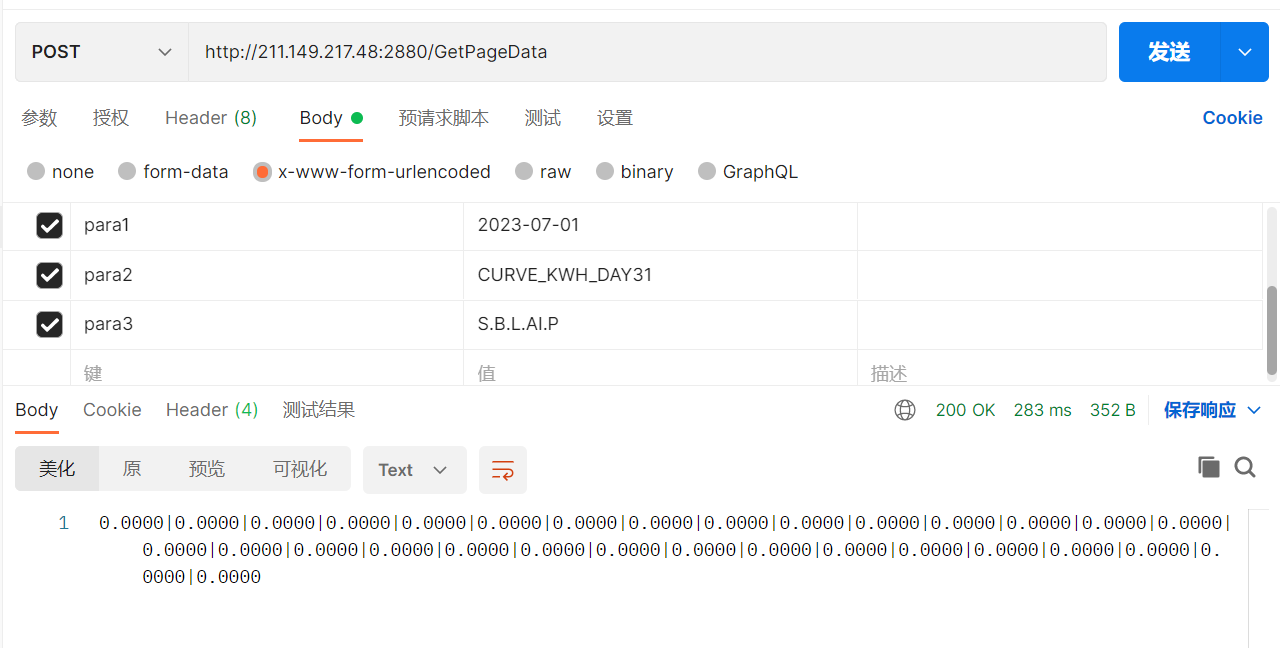 POST http://211.149.217.48:2880/GetPageData 发送
参数 授权 Header (8) Body 预请求脚本 测试 设置 Cookie
none form-data x-www-form-urlencoded raw binary GraphQL
para1 2023-07-01
para2 CURVE_KWH_DAY31
para3 S.B.L.AI.P
键 值 描述
Body Cookie Header (4) 测试结果 200 OK 283 ms 352 B 保存响应
美化 原 预览 可视化 Text
1 0.0000|0.0000|0.0000|0.0000|0.0000|0.0000|0.0000|0.0000|0.0000|0.0000|0.0000|0.0000|0.0000|0.0000|0.0000|
0.0000|0.0000|0.0000|0.0000|0.0000|0.0000|0.0000|0.0000|0.0000|0.0000|0.0000|0.0000|0.0000|0.0000|0.
0000|0.0000